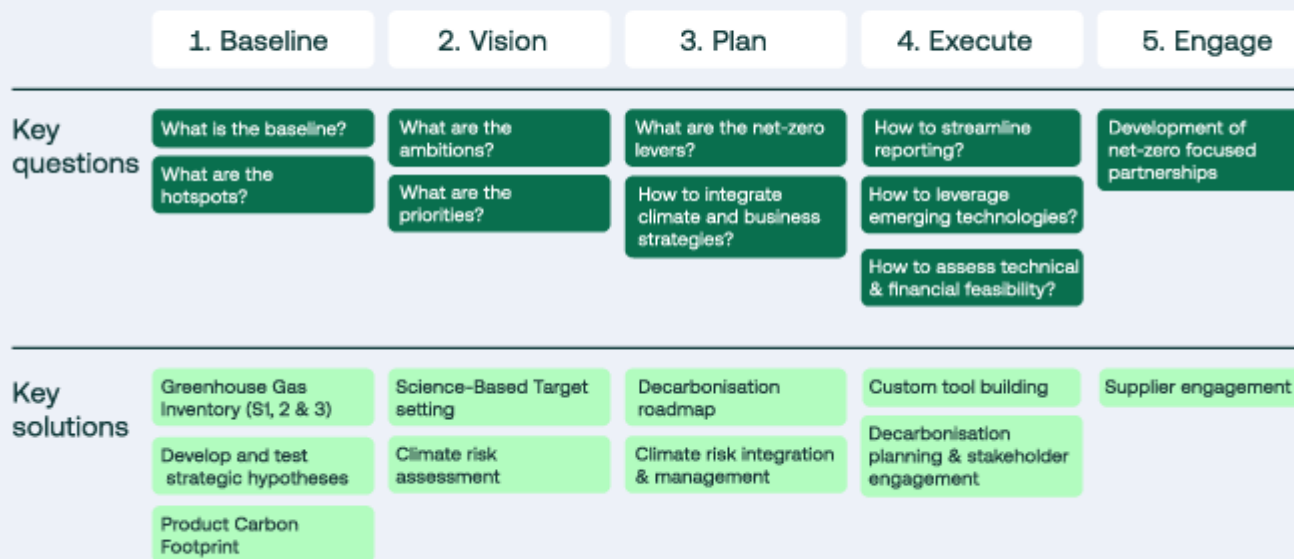 1. Baseline
2. Vision
3. Plan
4. Execute
5. Engage
Key
questions
What is the baseline?
What are the
hotspots?
What are the
ambitions?
What are the
priorities?
What are the net-zero
levers?
How to integrate
climate and business
strategies?
How to streamline
reporting?
How to leverage
emerging technologies?
How to assess technical
& financial feasibility?
Development of
net-zero focused
partnerships
Key
solutions
Greenhouse Gas
Inventory (S1, 2 & 3)
Develop and test
strategic hypotheses
Product Carbon
Footprint
Science-Based Target
setting
Climate risk
assessment
Decarbonisation
roadmap
Climate risk integration
& management
Custom tool building
Decarbonisation
planning & stakeholder
engagement
Supplier engagement